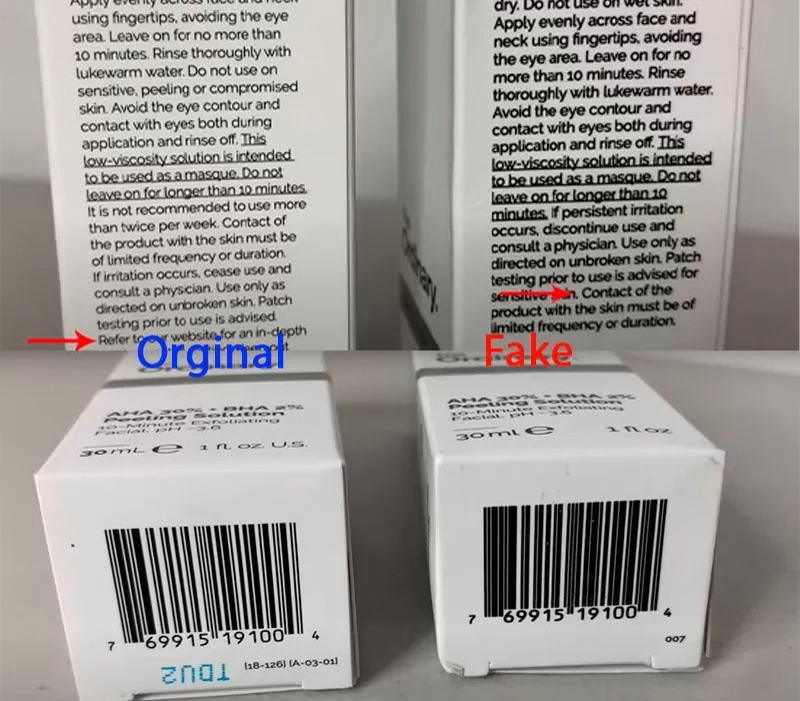 Apply evenly across face and neck
using fingertips, avoiding the eye
area. Leave on for no more than
10 minutes. Rinse thoroughly with
lukewarm water. Do not use on
sensitive, peeling or compromised
skin. Avoid the eye contour and
contact with eyes both during
application and rinse off. This
low-viscosity solution is intended
to be used as a masque. Do not
leave on for longer than 10 minutes.
It is not recommended to use more
than twice per week. Contact of
the product with the skin must be
of limited frequency or duration.
If irritation occurs, cease use and
consult a physician. Use only as
directed on unbroken skin. Patch
testing prior to use is advised.
Refer to our website for an in-depth
Orginal
dry. Do not use on wet skin.
Apply evenly across face and
neck using fingertips, avoiding
the eye area. Leave on for no
more than 10 minutes. Rinse
thoroughly with lukewarm water.
Avoid the eye contour and
contact with eyes both during
application and rinse off. This
low-viscosity solution is intended
to be used as a masque. Do not
leave on for longer than 10
minutes. If persistent irritation
occurs, discontinue use and
consult a physician. Use only as
directed on unbroken skin. Patch
testing prior to use is advised for
sensitive skin. Contact of the
product with the skin must be of
limited frequency or duration.
Ordinary.
Fake
AHA 30% + BHA 2%
Peeling Solution
10-Minute Exfoliating
Facial. pH ~3.6
30 mL e 1 fl. oz. U.S.
7 69915 19100 4
TDU2
[18-126] [A-03-01]
AHA 30% + BHA 2%
Peeling Solution
10-Minute Exfoliating
Facial. pH ~3.6
30 ml e 1 fl oz
7 69915 19100 4
007